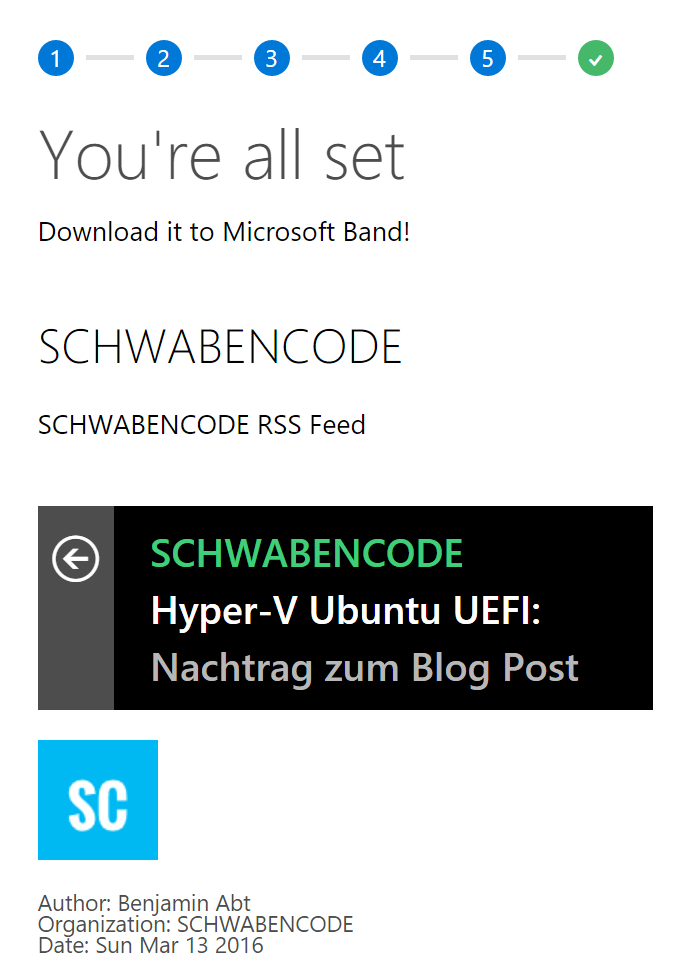 1 2 3 4 5
You're all set
Download it to Microsoft Band!
SCHWABENCODE
SCHWABENCODE RSS Feed
SCHWABENCODE
Hyper-V Ubuntu UEFI:
Nachtrag zum Blog Post
SC
Author: Benjamin Abt
Organization: SCHWABENCODE
Date: Sun Mar 13 2016